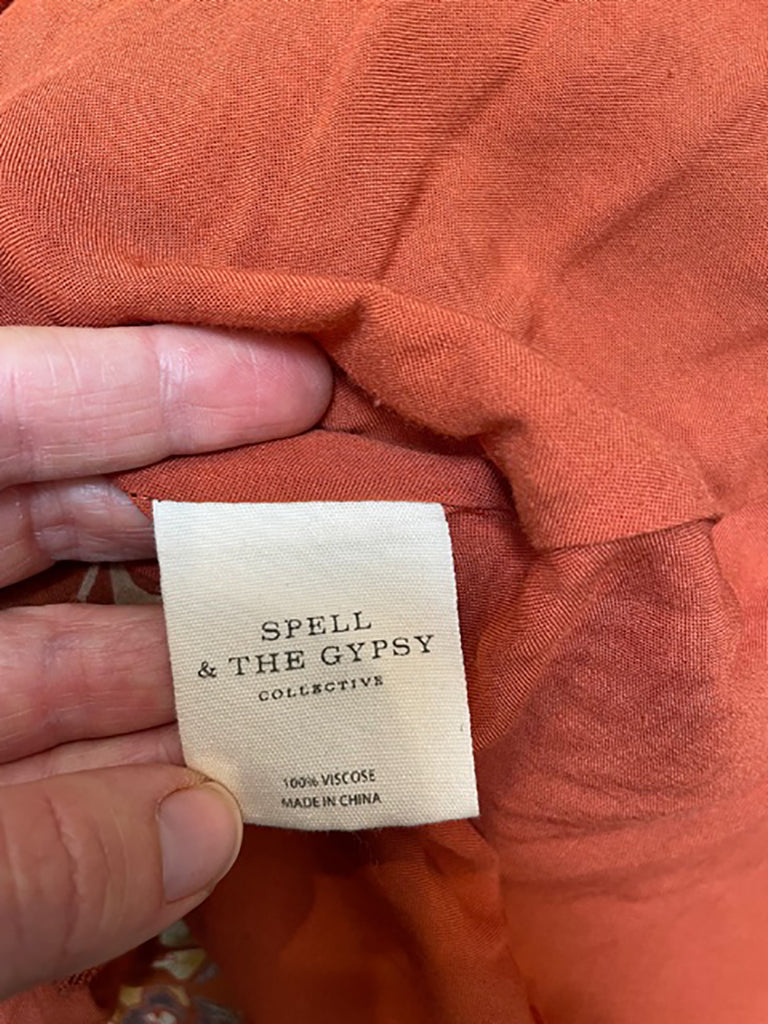 SPELL
& THE GYPSY
COLLECTIVE
100% VISCOSE
MADE IN CHINA